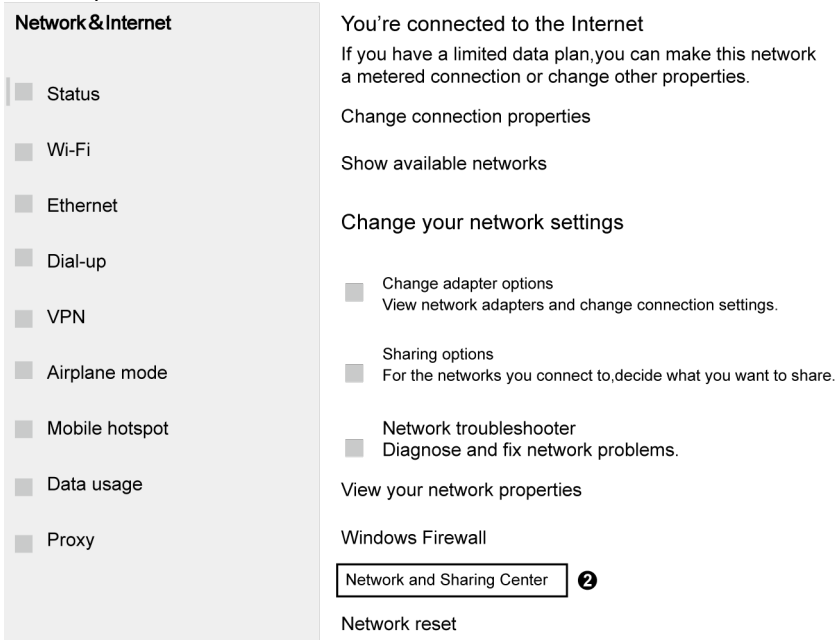 Network & Internet
Status
Wi-Fi
Ethernet
Dial-up
VPN
Airplane mode
Mobile hotspot
Data usage
Proxy
You're connected to the Internet
If you have a limited data plan,you can make this network
a metered connection or change other properties.
Change connection properties
Show available networks
Change your network settings
Change adapter options
View network adapters and change connection settings.
Sharing options
For the networks you connect to,decide what you want to share.
Network troubleshooter
Diagnose and fix network problems.
View your network properties
Windows Firewall
Network and Sharing Center ❷
Network reset